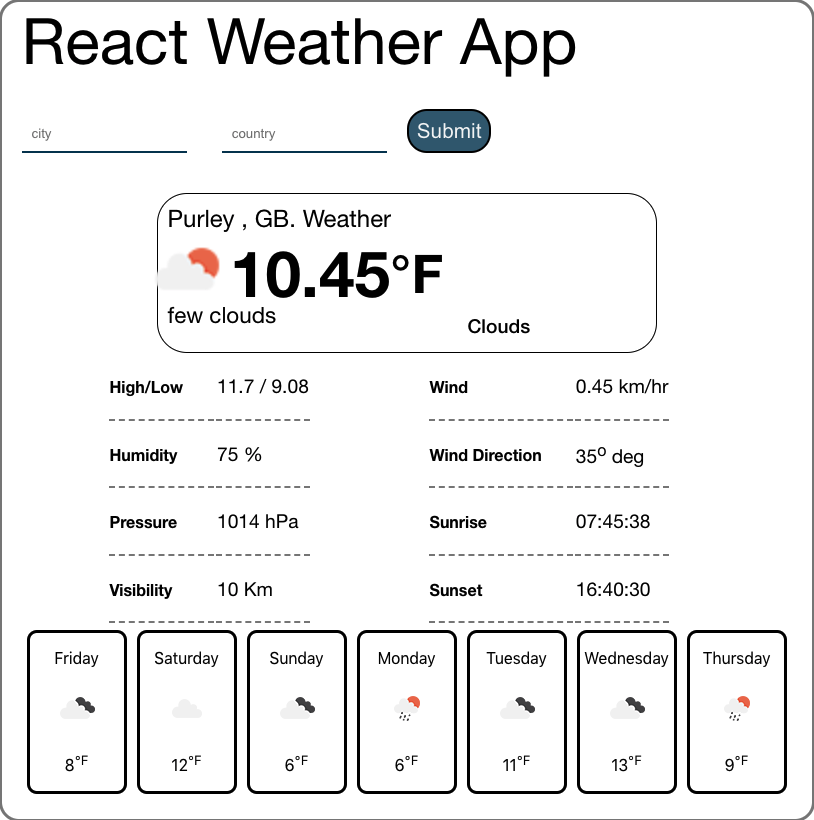 React Weather App
city country Submit
Purley , GB. Weather
10.45°F
few clouds
Clouds
High/Low 11.7 / 9.08 Wind 0.45 km/hr
Humidity 75 % Wind Direction 35º deg
Pressure 1014 hPa Sunrise 07:45:38
Visibility 10 Km Sunset 16:40:30
Friday Saturday Sunday Monday Tuesday Wednesday Thursday
8°F 12°F 6°F 6°F 11°F 13°F 9°F